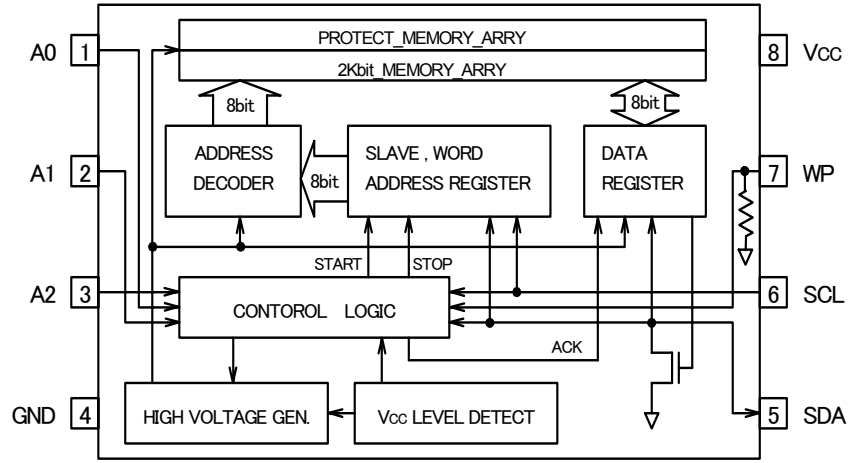 PROTECT_MEMORY_ARRY
A0 1
8 VCC
2Kbit_MEMORY_ARRY
8bit
8bit
ADDRESS
DECODER
8bit
SLAVE , WORD
ADDRESS REGISTER
DATA
REGISTER
A1 2
7 WP
START
STOP
A2 3
6 SCL
CONTOROL LOGIC
ACK
GND 4
HIGH VOLTAGE GEN.
VCC LEVEL DETECT
5 SDA